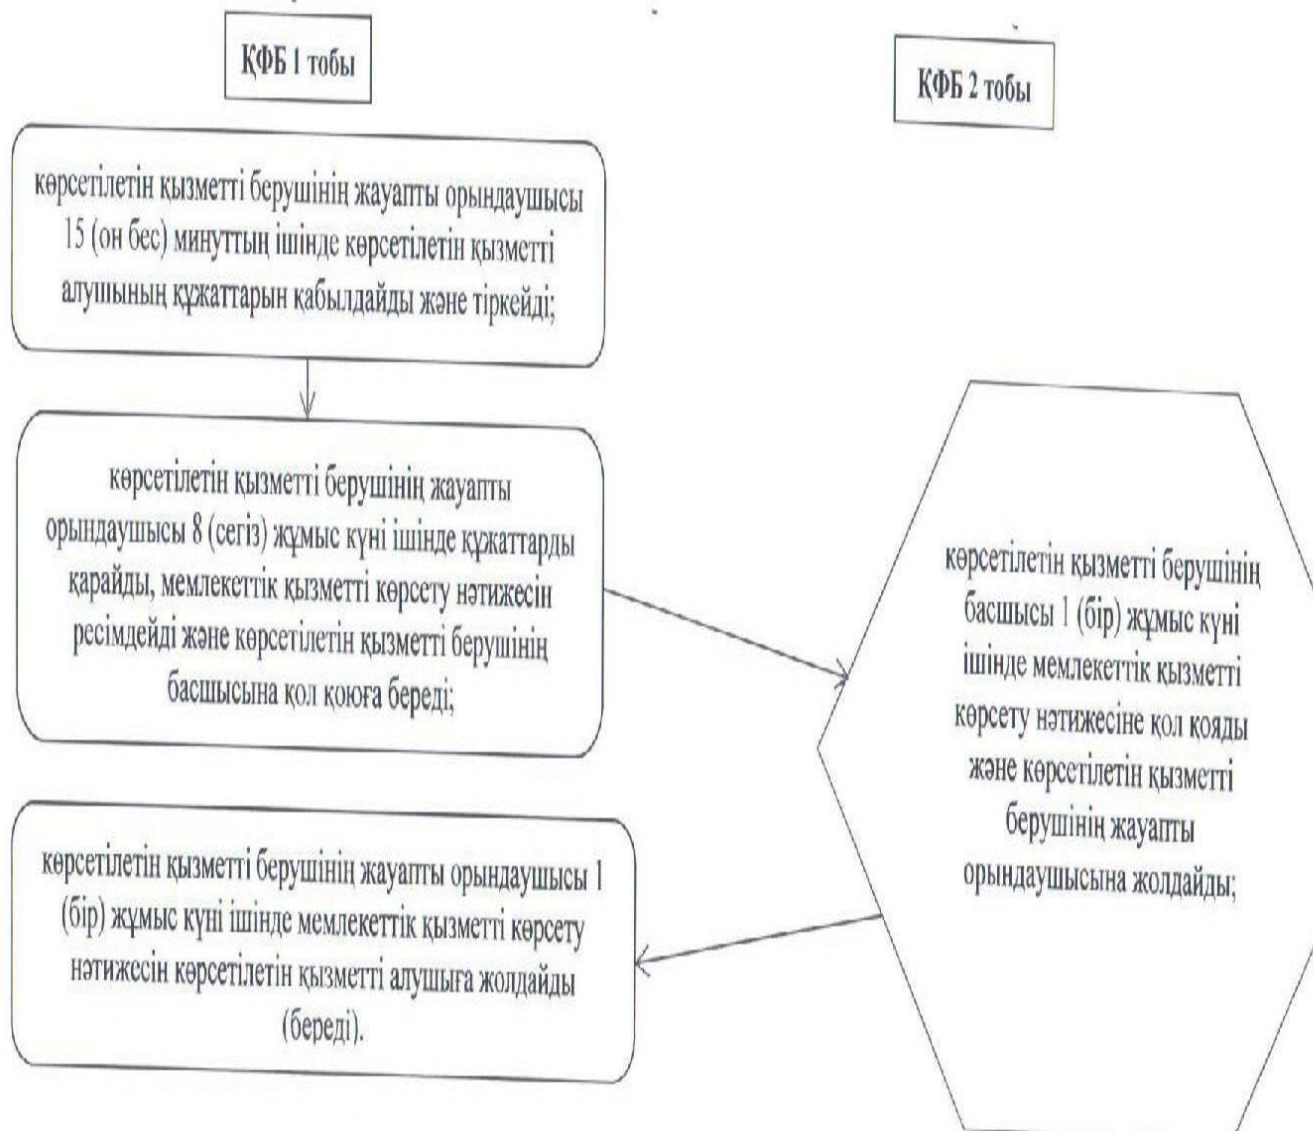 ҚФБ 1 тобы
ҚФБ 2 тобы
көрсетілетін қызметті берушінің жауапты орындаушысы
15 (он бес) минуттың ішінде көрсетілетін қызметті
алушының құжаттарын қабылдайды және тіркейді;
көрсетілетін қызметті берушінің жауапты
орындаушысы 8 (сегіз) жұмыс күні ішінде құжаттарды
қарайды, мемлекеттік қызметті көрсету нәтижесін
ресімдейді және көрсетілетін қызметті берушінің
басшысына қол қоюға береді;
көрсетілетін қызметті берушінің
басшысы 1 (бір) жұмыс күні
ішінде мемлекеттік қызметті
көрсету нәтижесіне қол қояды
және көрсетілетін қызметті
берушінің жауапты
орындаушысына жолдайды;
көрсетілетін қызметті берушінің жауапты орындаушысы 1
(бір) жұмыс күні ішінде мемлекеттік қызметті көрсету
нәтижесін көрсетілетін қызметті алушыға жолдайды
(береді).